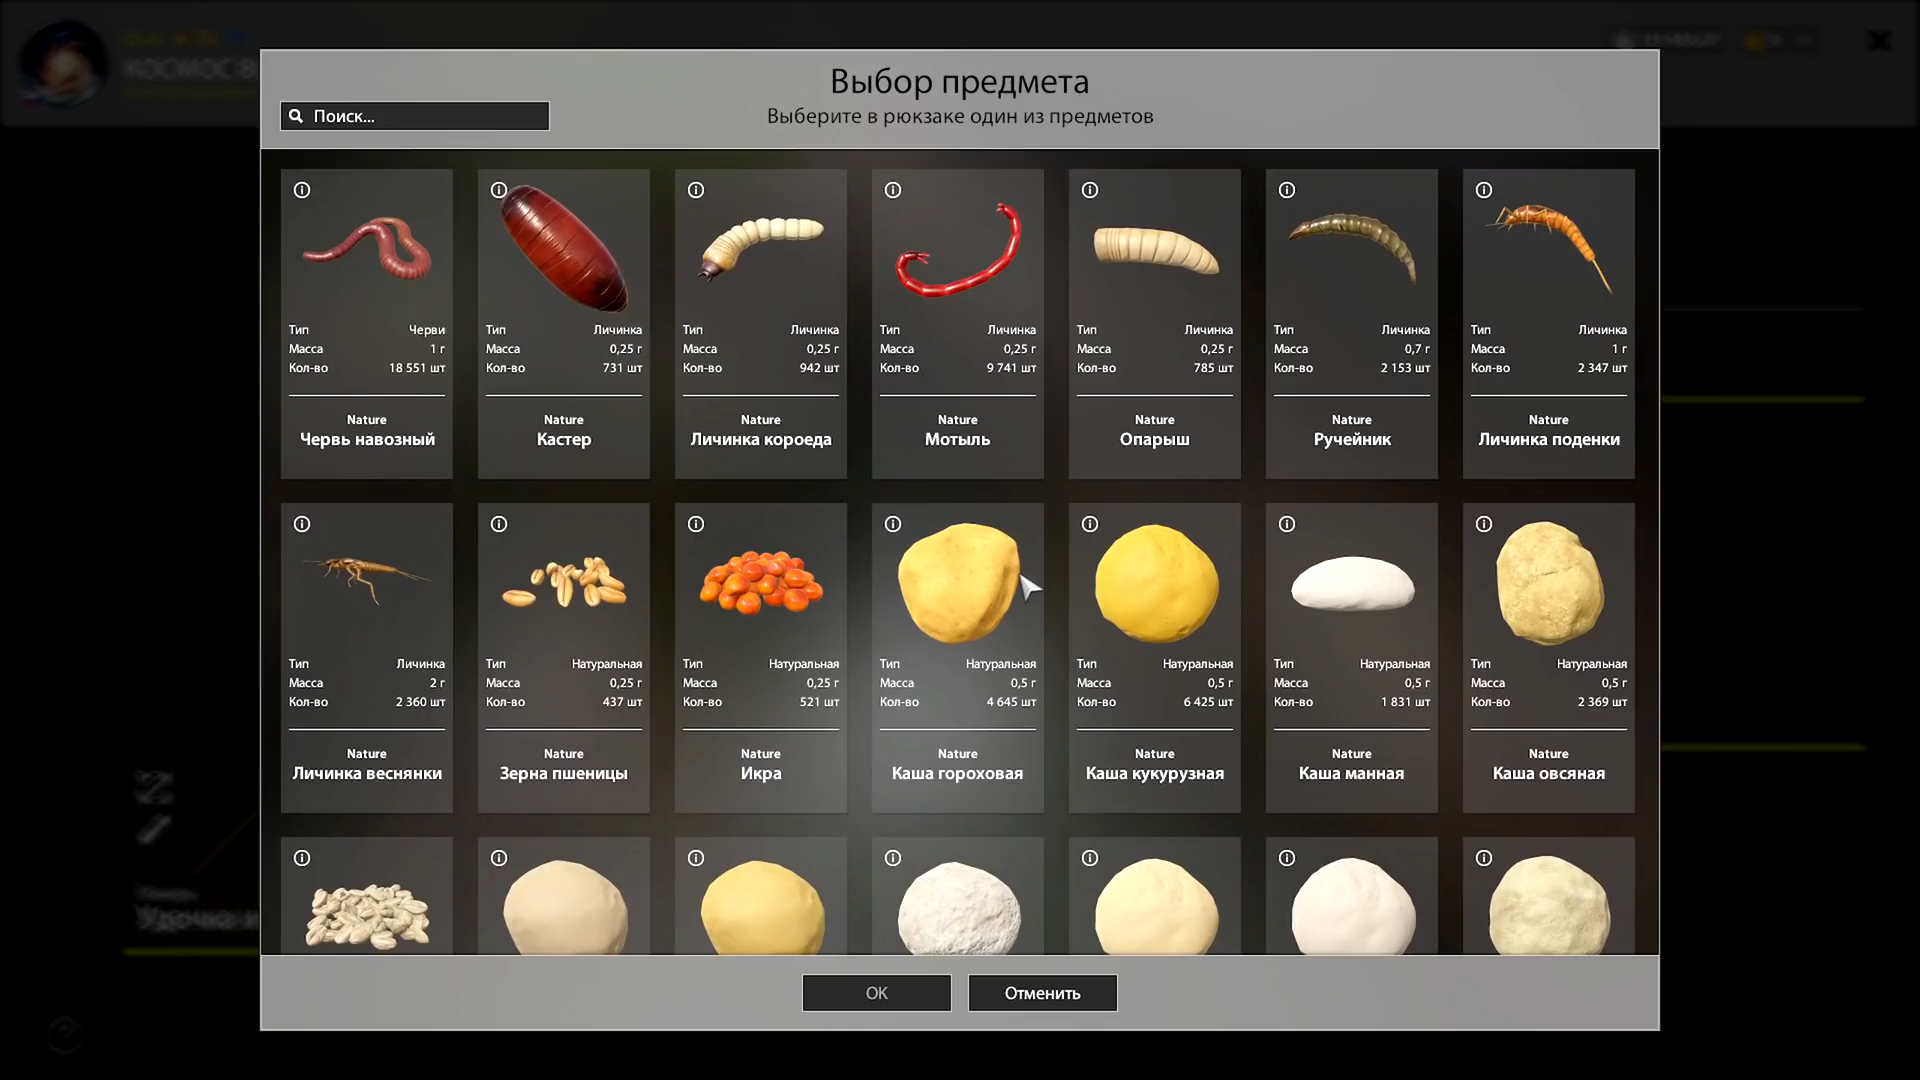 Выбор предмета
Поиск...
Выберите в рюкзаке один из предметов
Тип Черви
Масса 1 г
Кол-во 18 551 шт
Nature
Червь навозный
Тип Личинка
Масса 0,25 г
Кол-во 731 шт
Nature
Кастер
Тип Личинка
Масса 0,25 г
Кол-во 942 шт
Nature
Личинка короеда
Тип Личинка
Масса 0,25 г
Кол-во 9 741 шт
Nature
Мотыль
Тип Личинка
Масса 0,25 г
Кол-во 785 шт
Nature
Опарыш
Тип Личинка
Масса 0,7 г
Кол-во 2 153 шт
Nature
Ручейник
Тип Личинка
Масса 1 г
Кол-во 2 347 шт
Nature
Личинка поденки
Тип Личинка
Масса 2 г
Кол-во 2 360 шт
Nature
Личинка веснянки
Тип Натуральная
Масса 0,25 г
Кол-во 437 шт
Nature
Зерна пшеницы
Тип Натуральная
Масса 0,25 г
Кол-во 521 шт
Nature
Икра
Тип Натуральная
Масса 0,5 г
Кол-во 4 645 шт
Nature
Каша гороховая
Тип Натуральная
Масса 0,5 г
Кол-во 6 425 шт
Nature
Каша кукурузная
Тип Натуральная
Масса 0,5 г
Кол-во 1 831 шт
Nature
Каша манная
Тип Натуральная
Масса 0,5 г
Кол-во 2 369 шт
Nature
Каша овсяная
Удочка
OK
Отменить